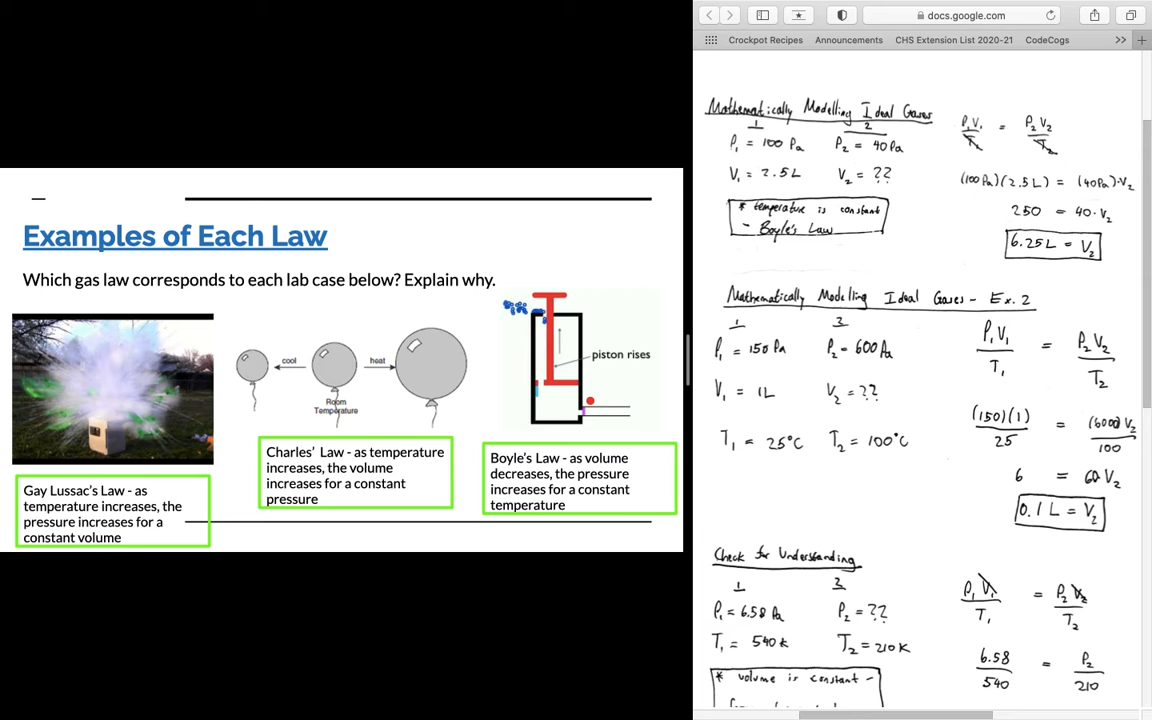 Examples of Each Law
Which gas law corresponds to each lab case below? Explain why.
cool
heat
Room
Temperature
piston rises
Gay Lussac's Law - as
temperature increases, the
pressure increases for a
constant volume
Charles' Law - as temperature
increases, the volume
increases for a constant
pressure
Boyle's Law - as volume
decreases, the pressure
increases for a constant
temperature
docs.google.com
Crockpot Recipes Announcements CHS Extension List 2020-21 CodeCogs >> +
Mathematically Modelling Ideal Gases
1 2
P₁ = 100 Pa P₂ = 40 Pa
V₁ = 2.5 L V₂ = ??
* temperature is constant
- Boyle's Law
P₁V₁/T₁ = P₂V₂/T₂
(100 Pa)(2.5 L) = (40 Pa)·V₂
250 = 40·V₂
6.25 L = V₂
Mathematically Modelling Ideal Gases - Ex. 2
1 2
P₁ = 150 Pa P₂ = 600 Pa
V₁ = 1L V₂ = ??
T₁ = 25°C T₂ = 100°C
P₁V₁/T₁ = P₂V₂/T₂
(150)(1)/25 = (600)V₂/100
6 = 60V₂
0.1 L = V₂
Check for Understanding
1 2
P₁ = 6.58 Pa P₂ = ??
T₁ = 540 K T₂ = 210 K
* volume is constant -
P₁V₁/T₁ = P₂V₂/T₂
6.58/540 = P₂/210